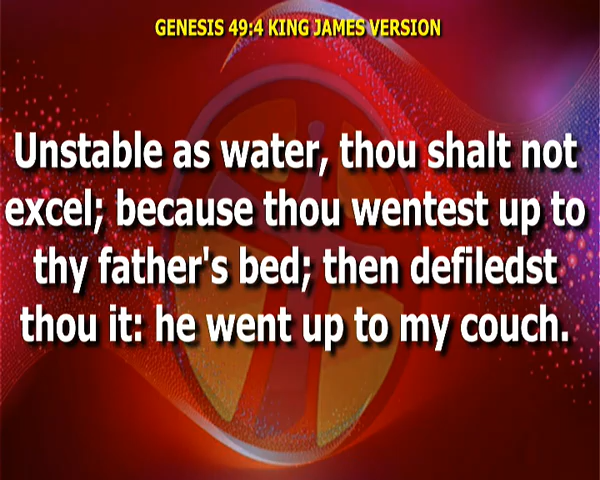 GENESIS 49:4 KING JAMES VERSION
Unstable as water, thou shalt not
excel; because thou wentest up to
thy father's bed; then defiledst
thou it: he went up to my couch.